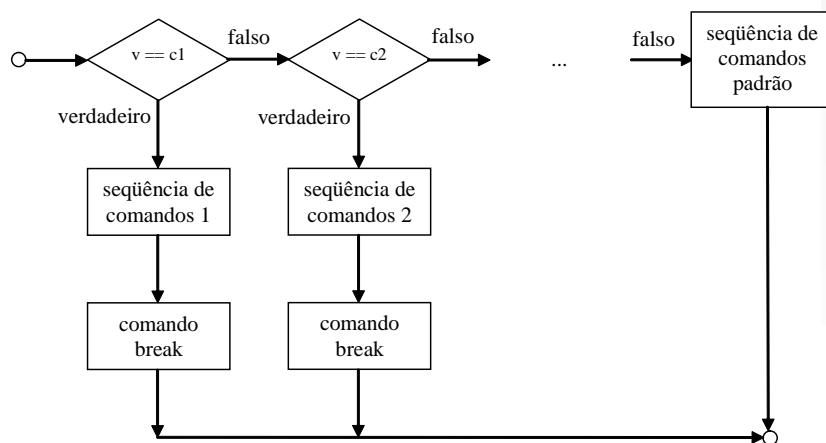 v == c1
falso
v == c2
falso
...
falso
seqüência de
comandos
padrão
verdadeiro
verdadeiro
seqüência de
comandos 1
seqüência de
comandos 2
comando
break
comando
break